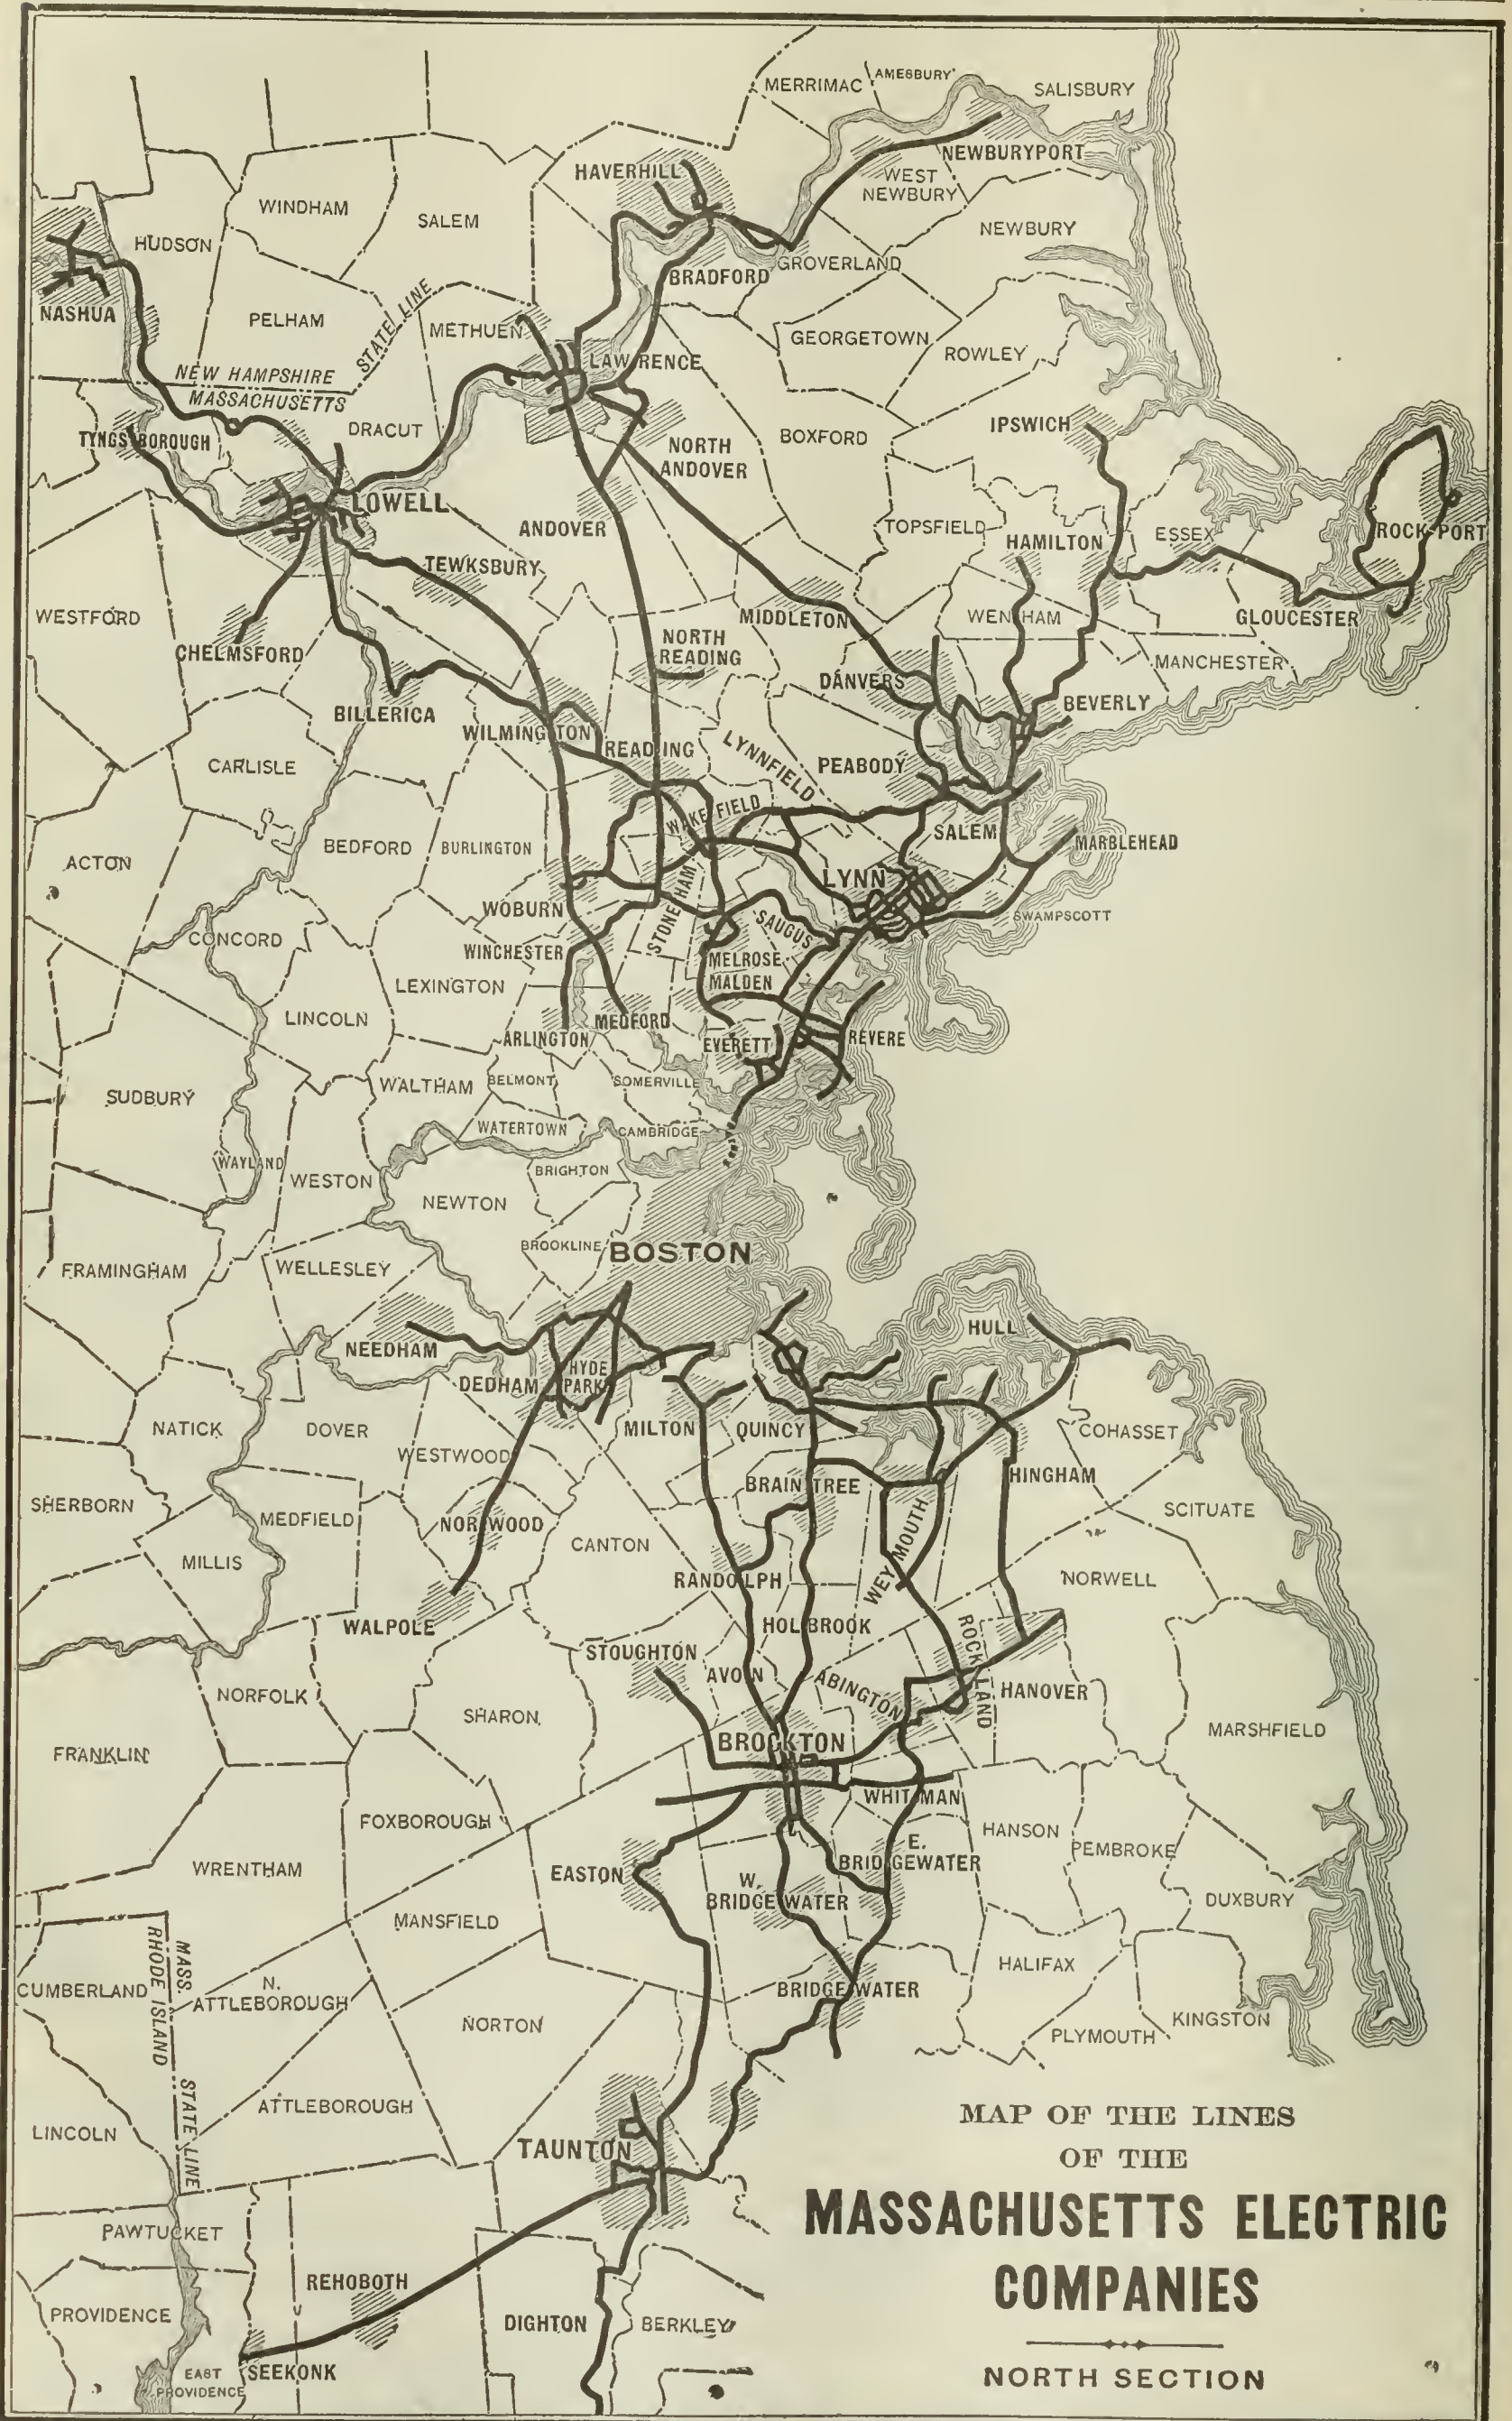 MERRIMAC
AMESBURY
SALISBURY
HAVERHILL
NEWBURYPORT
WEST
NEWBURY
WINDHAM
SALEM
HUDSON
NEWBURY
BRADFORD
GROVERLAND
NASHUA
PELHAM
STATE LINE
METHUEN
GEORGETOWN
ROWLEY
LAWRENCE
NEW HAMPSHIRE
MASSACHUSETTS
TYNGSBOROUGH
DRACUT
NORTH
ANDOVER
BOXFORD
IPSWICH
LOWELL
ANDOVER
TOPSFIELD
HAMILTON
ESSEX
ROCKPORT
TEWKSBURY
WESTFORD
MIDDLETON
WENHAM
GLOUCESTER
CHELMSFORD
NORTH
READING
DANVERS
MANCHESTER
BILLERICA
BEVERLY
WILMINGTON
READING
LYNNFIELD
PEABODY
CARLISLE
WAKEFIELD
SALEM
MARBLEHEAD
ACTON
BEDFORD
BURLINGTON
LYNN
WOBURN
STONEHAM
SAUGUS
SWAMPSCOTT
CONCORD
WINCHESTER
MELROSE
LEXINGTON
MALDEN
LINCOLN
MEDFORD
ARLINGTON
EVERETT
REVERE
SUDBURY
WALTHAM
BELMONT
SOMERVILLE
WATERTOWN
CAMBRIDGE
WAYLAND
WESTON
BRIGHTON
NEWTON
BROOKLINE
BOSTON
FRAMINGHAM
WELLESLEY
HULL
NEEDHAM
HYDE
PARK
DEDHAM
NATICK
DOVER
MILTON
QUINCY
COHASSET
WESTWOOD
BRAINTREE
HINGHAM
SHERBORN
MEDFIELD
NORWOOD
WEYMOUTH
SCITUATE
CANTON
MILLIS
RANDOLPH
NORWELL
WALPOLE
HOLBROOK
STOUGHTON
AVON
ABINGTON
ROCKLAND
HANOVER
NORFOLK
SHARON
MARSHFIELD
FRANKLIN
BROCKTON
WHITMAN
FOXBOROUGH
HANSON
PEMBROKE
WRENTHAM
EASTON
E.
BRIDGEWATER
W.
BRIDGEWATER
DUXBURY
MANSFIELD
MASS.
RHODE ISLAND
HALIFAX
CUMBERLAND
N.
ATTLEBOROUGH
BRIDGEWATER
KINGSTON
NORTON
PLYMOUTH
STATE LINE
ATTLEBOROUGH
LINCOLN
TAUNTON
PAWTUCKET
REHOBOTH
PROVIDENCE
DIGHTON
BERKLEY
EAST
PROVIDENCE
SEEKONK
MAP OF THE LINES
OF THE
MASSACHUSETTS ELECTRIC
COMPANIES
NORTH SECTION